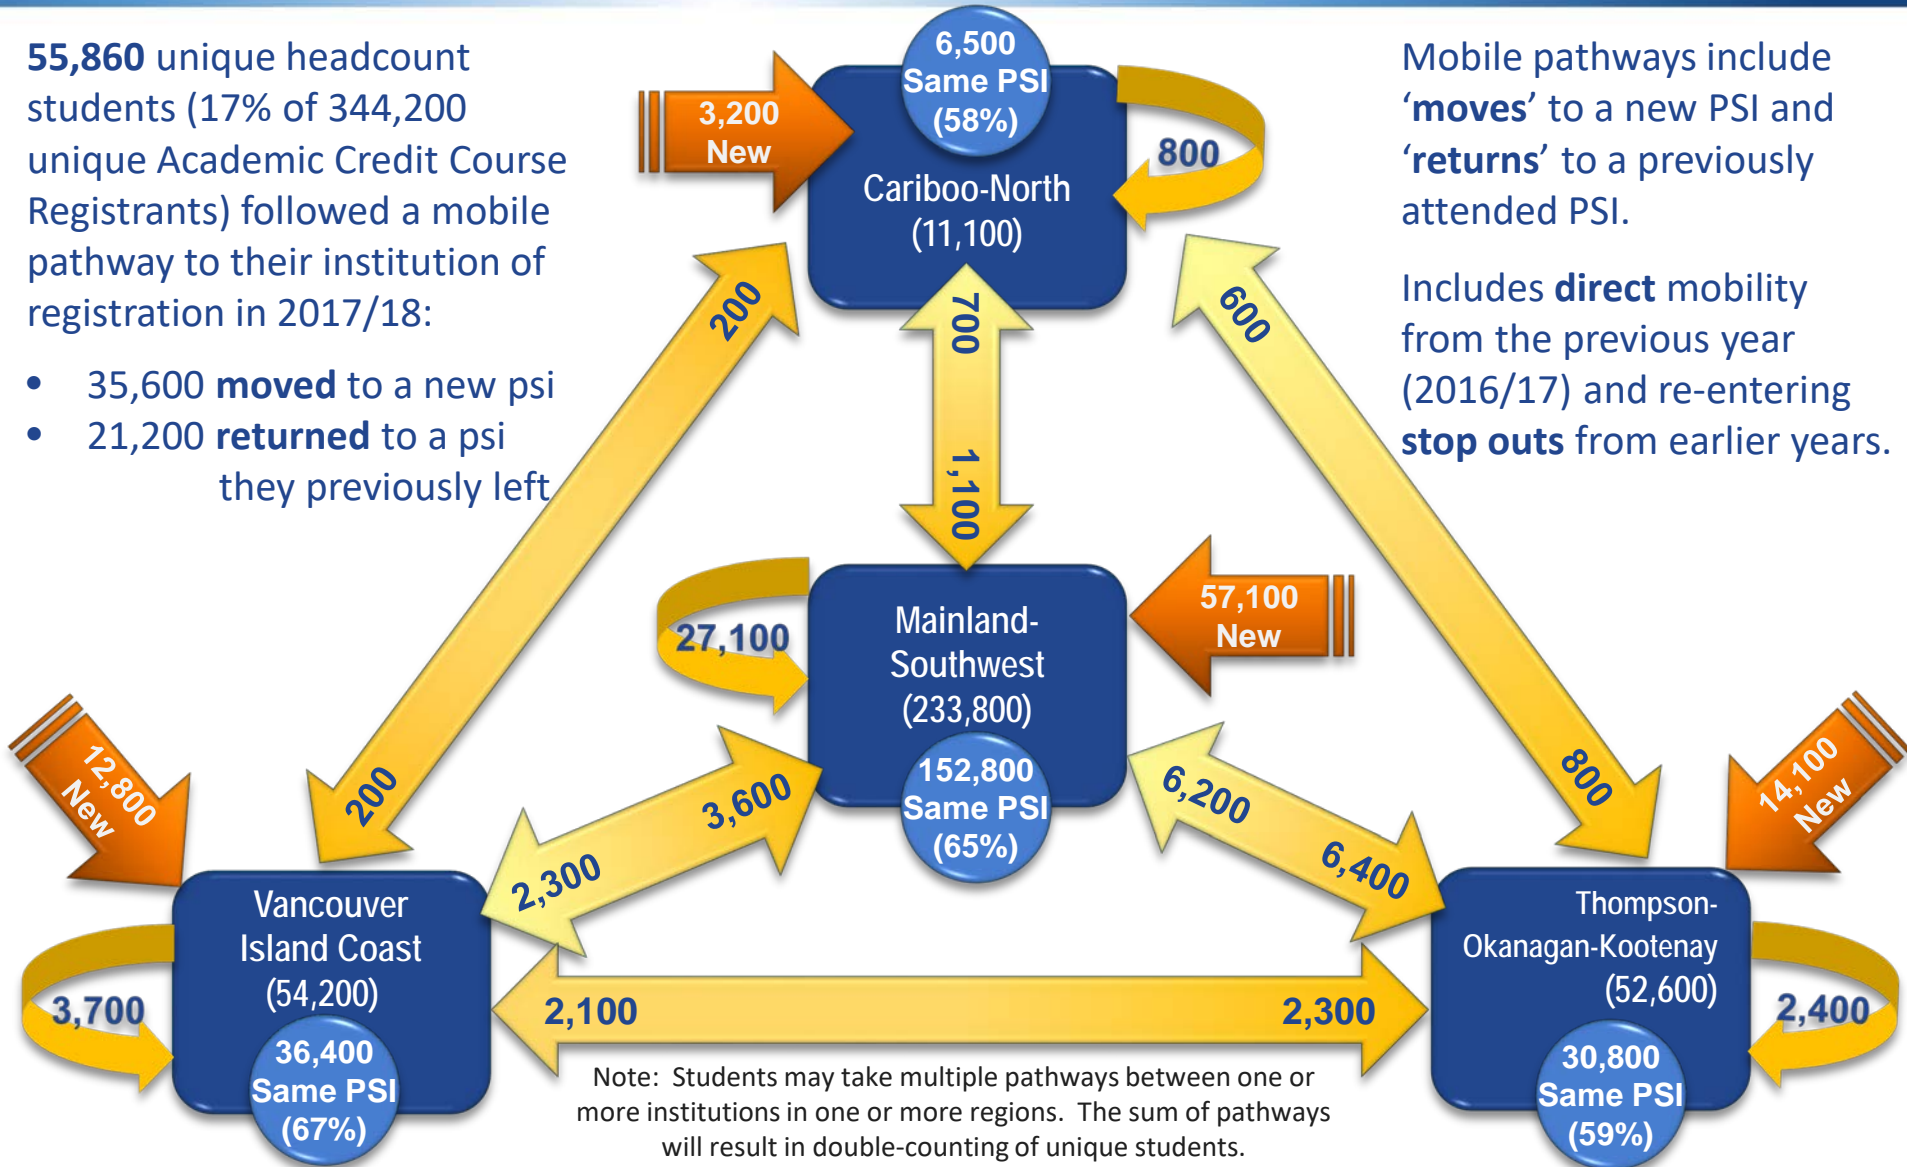 55,860 unique headcount
students (17% of 344,200
unique Academic Credit Course
Registrants) followed a mobile
pathway to their institution of
registration in 2017/18:
• 35,600 moved to a new psi
• 21,200 returned to a psi
they previously left
6,500
Same PSI
(58%)
3,200
New
Cariboo-North
(11,100)
800
Mobile pathways include
‘moves’ to a new PSI and
‘returns’ to a previously
attended PSI.
Includes direct mobility
from the previous year
(2016/17) and re-entering
stop outs from earlier years.
200
200
700
1,100
600
800
27,100
Mainland-
Southwest
(233,800)
152,800
Same PSI
(65%)
57,100
New
12,800
New
3,600
2,300
6,200
6,400
14,100
New
Vancouver
Island Coast
(54,200)
36,400
Same PSI
(67%)
3,700
2,100
2,300
Thompson-
Okanagan-Kootenay
(52,600)
30,800
Same PSI
(59%)
2,400
Note: Students may take multiple pathways between one or
more institutions in one or more regions. The sum of pathways
will result in double-counting of unique students.